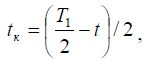 tк = (T₁/2 − t) / 2 ,